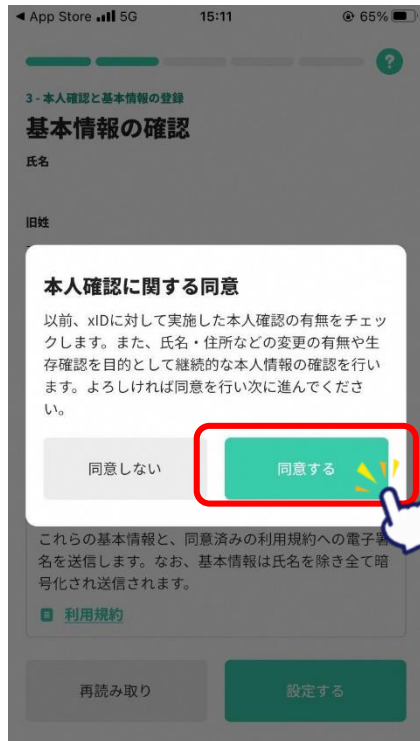 ◀ App Store 5G 15:11 65%
?
3 - 本人確認と基本情報の登録
基本情報の確認
氏名
旧姓
本人確認に関する同意
以前、xIDに対して実施した本人確認の有無をチェッ
クします。また、氏名・住所などの変更の有無や生
存確認を目的として継続的な本人情報の確認を行い
ます。よろしければ同意を行い次に進んでくださ
い。
同意しない 同意する
これらの基本情報と、同意済みの利用規約への電子署
名を送信します。なお、基本情報は氏名を除き全て暗
号化され送信されます。
利用規約
再読み取り 設定する